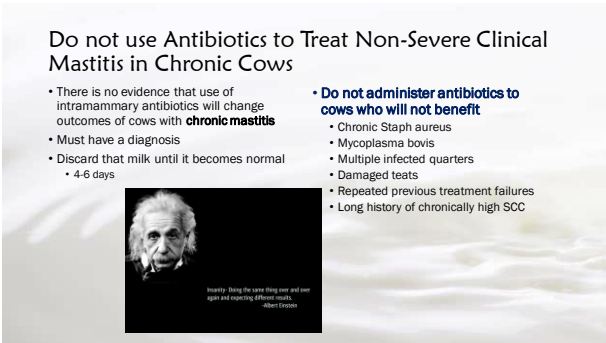 Do not use Antibiotics to Treat Non-Severe Clinical
Mastitis in Chronic Cows
• There is no evidence that use of
intramammary antibiotics will change
outcomes of cows with chronic mastitis
• Must have a diagnosis
• Discard that milk until it becomes normal
• 4-6 days
• Do not administer antibiotics to
cows who will not benefit
• Chronic Staph aureus
• Mycoplasma bovis
• Multiple infected quarters
• Damaged teats
• Repeated previous treatment failures
• Long history of chronically high SCC
Insanity- Doing the same thing over and over
again and expecting different results.
-Albert Einstein